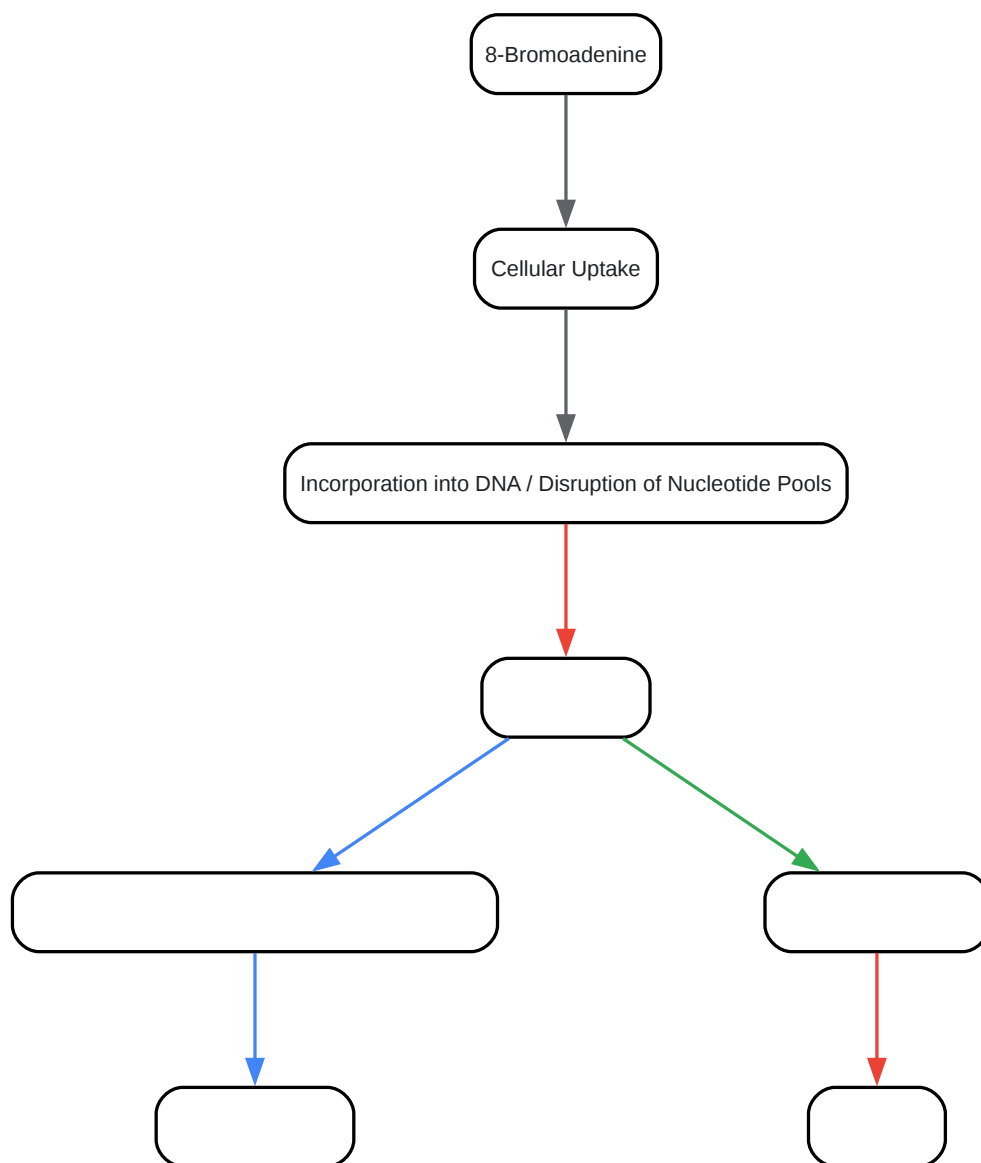 8-Bromoadenine
Cellular Uptake
Incorporation into DNA / Disruption of Nucleotide Pools